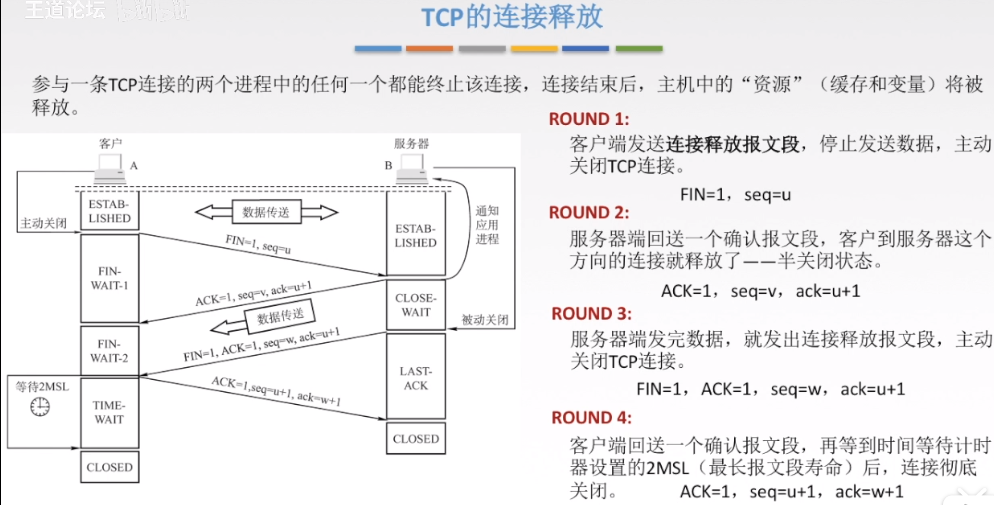 王道论坛
TCP的连接释放
参与一条TCP连接的两个进程中的任何一个都能终止该连接，连接结束后，主机中的“资源”（缓存和变量）将被
释放。
客户
A
服务器
B
主动关闭
ESTAB-
LISHED
数据传送
ESTAB-
LISHED
通知
应用
进程
FIN=1, seq=u
FIN-
WAIT-1
ACK=1, seq=v, ack=u+1
CLOSE-
WAIT
数据传送
被动关闭
FIN-
WAIT-2
FIN=1, ACK=1, seq=w, ack=u+1
等待2MSL
LAST-
ACK
ACK=1,seq=u+1, ack=w+1
TIME-
WAIT
CLOSED
CLOSED
ROUND 1:
客户端发送连接释放报文段，停止发送数据，主动
关闭TCP连接。
FIN=1，seq=u
ROUND 2:
服务器端回送一个确认报文段，客户到服务器这个
方向的连接就释放了——半关闭状态。
ACK=1，seq=v，ack=u+1
ROUND 3:
服务器端发完数据，就发出连接释放报文段，主动
关闭TCP连接。
FIN=1，ACK=1，seq=w，ack=u+1
ROUND 4:
客户端回送一个确认报文段，再等到时间等待计时
器设置的2MSL（最长报文段寿命）后，连接彻底
关闭。
ACK=1，seq=u+1，ack=w+1